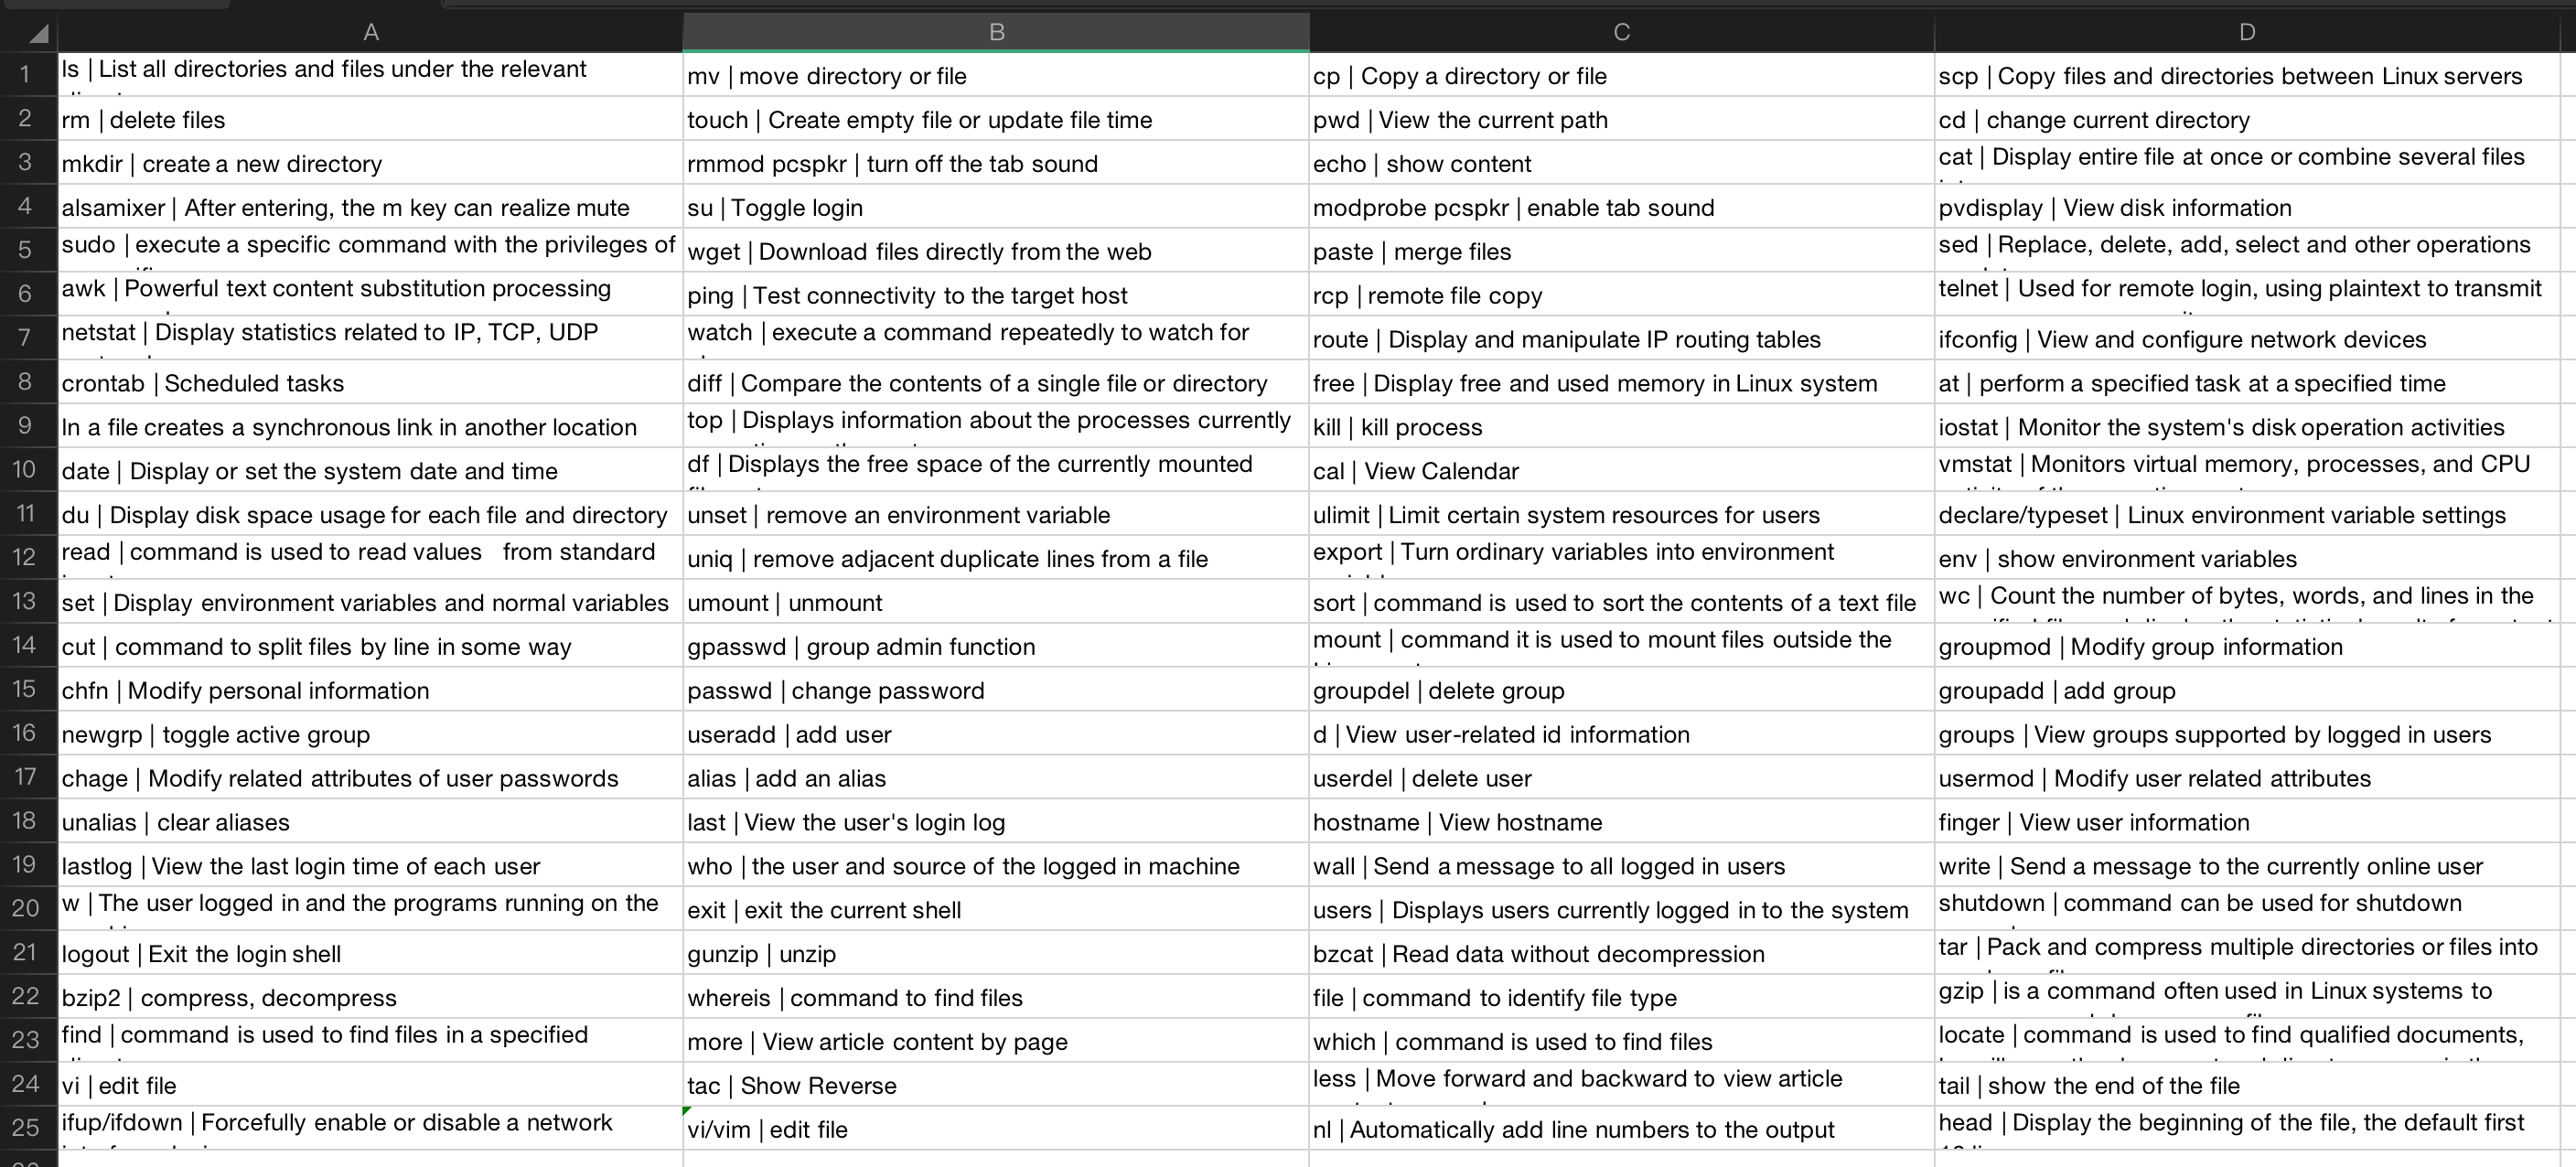 A B C D
1 ls | List all directories and files under the relevant mv | move directory or file cp | Copy a directory or file scp | Copy files and directories between Linux servers
2 rm | delete files touch | Create empty file or update file time pwd | View the current path cd | change current directory
3 mkdir | create a new directory rmmod pcspkr | turn off the tab sound echo | show content cat | Display entire file at once or combine several files
4 alsamixer | After entering, the m key can realize mute su | Toggle login modprobe pcspkr | enable tab sound pvdisplay | View disk information
5 sudo | execute a specific command with the privileges of wget | Download files directly from the web paste | merge files sed | Replace, delete, add, select and other operations
6 awk | Powerful text content substitution processing ping | Test connectivity to the target host rcp | remote file copy telnet | Used for remote login, using plaintext to transmit
7 netstat | Display statistics related to IP, TCP, UDP watch | execute a command repeatedly to watch for route | Display and manipulate IP routing tables ifconfig | View and configure network devices
8 crontab | Scheduled tasks diff | Compare the contents of a single file or directory free | Display free and used memory in Linux system at | perform a specified task at a specified time
9 ln a file creates a synchronous link in another location top | Displays information about the processes currently kill | kill process iostat | Monitor the system's disk operation activities
10 date | Display or set the system date and time df | Displays the free space of the currently mounted cal | View Calendar vmstat | Monitors virtual memory, processes, and CPU
11 du | Display disk space usage for each file and directory unset | remove an environment variable ulimit | Limit certain system resources for users declare/typeset | Linux environment variable settings
12 read | command is used to read values from standard uniq | remove adjacent duplicate lines from a file export | Turn ordinary variables into environment env | show environment variables
13 set | Display environment variables and normal variables umount | unmount sort | command is used to sort the contents of a text file wc | Count the number of bytes, words, and lines in the
14 cut | command to split files by line in some way gpasswd | group admin function mount | command it is used to mount files outside the groupmod | Modify group information
15 chfn | Modify personal information passwd | change password groupdel | delete group groupadd | add group
16 newgrp | toggle active group useradd | add user d | View user-related id information groups | View groups supported by logged in users
17 chage | Modify related attributes of user passwords alias | add an alias userdel | delete user usermod | Modify user related attributes
18 unalias | clear aliases last | View the user's login log hostname | View hostname finger | View user information
19 lastlog | View the last login time of each user who | the user and source of the logged in machine wall | Send a message to all logged in users write | Send a message to the currently online user
20 w | The user logged in and the programs running on the exit | exit the current shell users | Displays users currently logged in to the system shutdown | command can be used for shutdown
21 logout | Exit the login shell gunzip | unzip bzcat | Read data without decompression tar | Pack and compress multiple directories or files into
22 bzip2 | compress, decompress whereis | command to find files file | command to identify file type gzip | is a command often used in Linux systems to
23 find | command is used to find files in a specified more | View article content by page which | command is used to find files locate | command is used to find qualified documents,
24 vi | edit file tac | Show Reverse less | Move forward and backward to view article tail | show the end of the file
25 ifup/ifdown | Forcefully enable or disable a network vi/vim | edit file nl | Automatically add line numbers to the output head | Display the beginning of the file, the default first